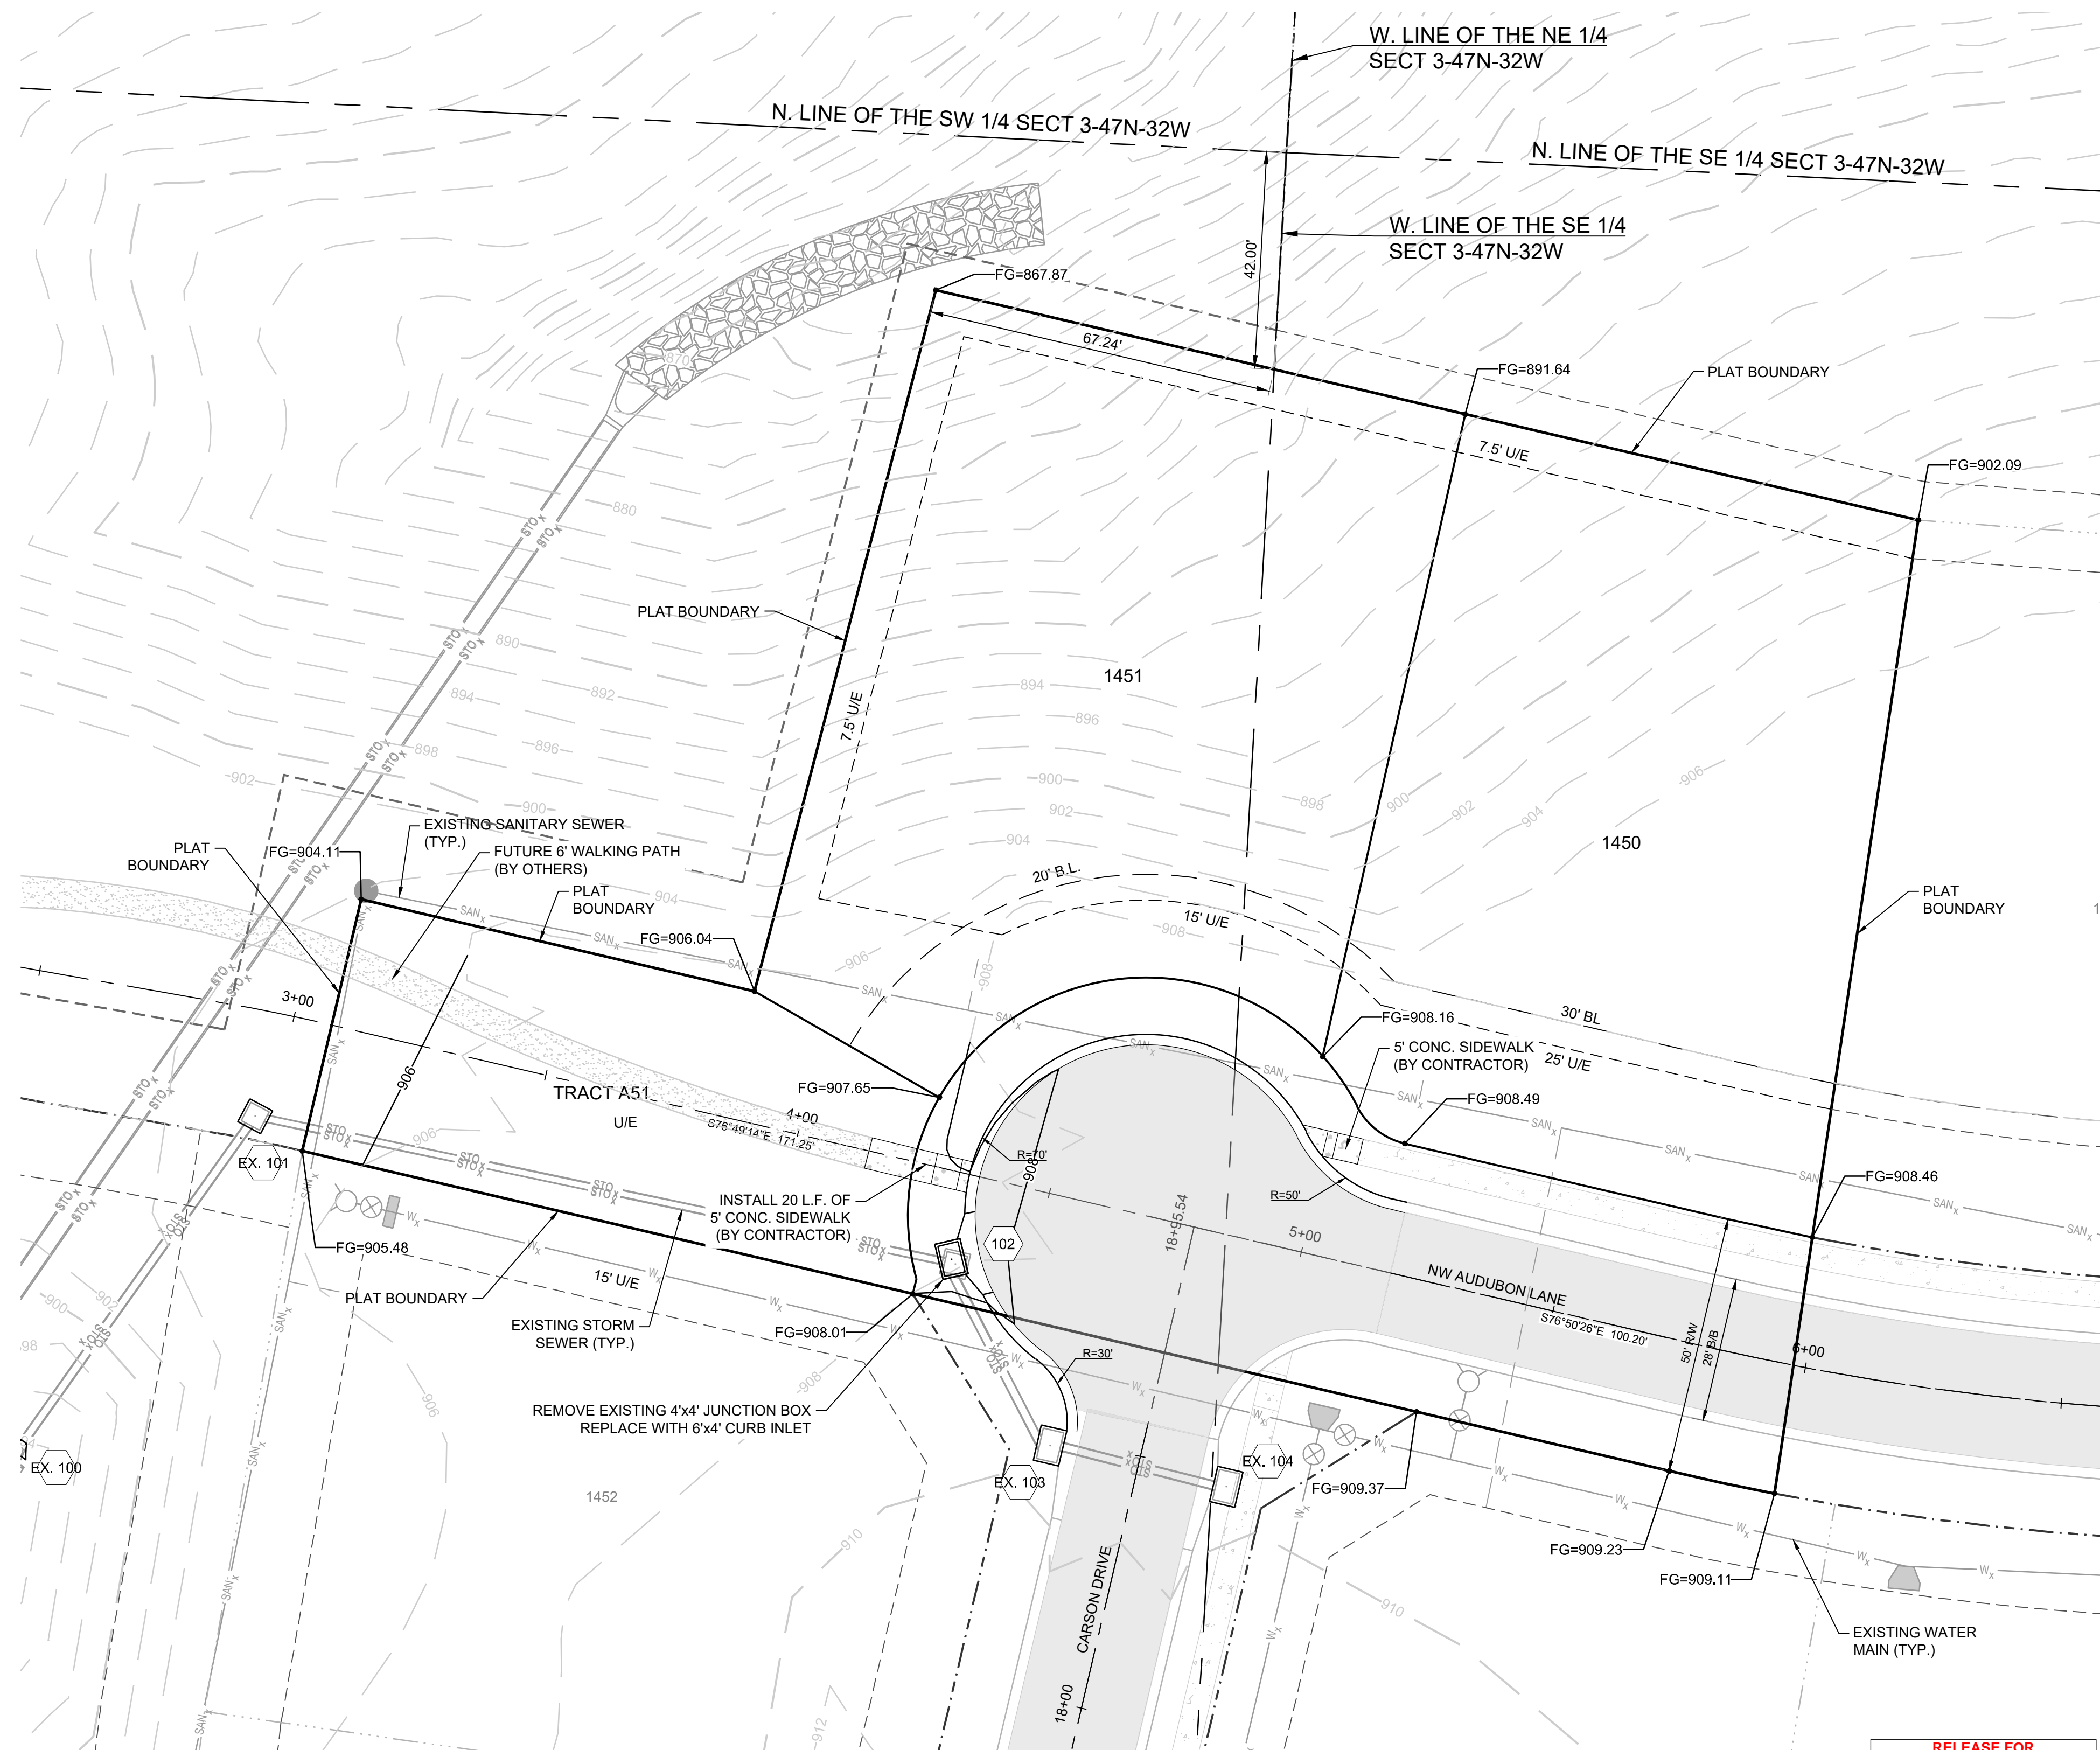 W. LINE OF THE NE 1/4
SECT 3-47N-32W
N. LINE OF THE SW 1/4 SECT 3-47N-32W
N. LINE OF THE SE 1/4 SECT 3-47N-32W
W. LINE OF THE SE 1/4
SECT 3-47N-32W
42.00'
FG=867.87
67.24'
870
FG=891.64
PLAT BOUNDARY
7.5' U/E
FG=902.09
880
PLAT BOUNDARY
890
894
892
898
896
902
900
7.5' U/E
1451
894
896
900
902
904
898
900
902
904
906
1450
EXISTING SANITARY SEWER
(TYP.)
PLAT
BOUNDARY
FG=904.11
FUTURE 6' WALKING PATH
(BY OTHERS)
PLAT
BOUNDARY
904
20' B.L.
15' U/E
908
PLAT
BOUNDARY
FG=906.04
906
908
3+00
30' BL
25' U/E
FG=908.16
5' CONC. SIDEWALK
(BY CONTRACTOR)
FG=908.49
906
TRACT A51
U/E
FG=907.65
4+00
S76°49'14"E 171.25'
906
EX. 101
R=70'
908
R=50'
FG=908.46
INSTALL 20 L.F. OF
5' CONC. SIDEWALK
(BY CONTRACTOR)
102
18+95.54
5+00
NW AUDUBON LANE
S76°50'26"E 100.20'
50' R/W
28' B/B
6+00
FG=905.48
15' U/E
PLAT BOUNDARY
EXISTING STORM
SEWER (TYP.)
FG=908.01
R=30'
900
902
908
906
REMOVE EXISTING 4'x4' JUNCTION BOX
REPLACE WITH 6'x4' CURB INLET
EX. 100
EX. 103
EX. 104
FG=909.37
1452
910
FG=909.23
FG=909.11
910
CARSON DRIVE
18+00
912
EXISTING WATER
MAIN (TYP.)
RELEASE FOR